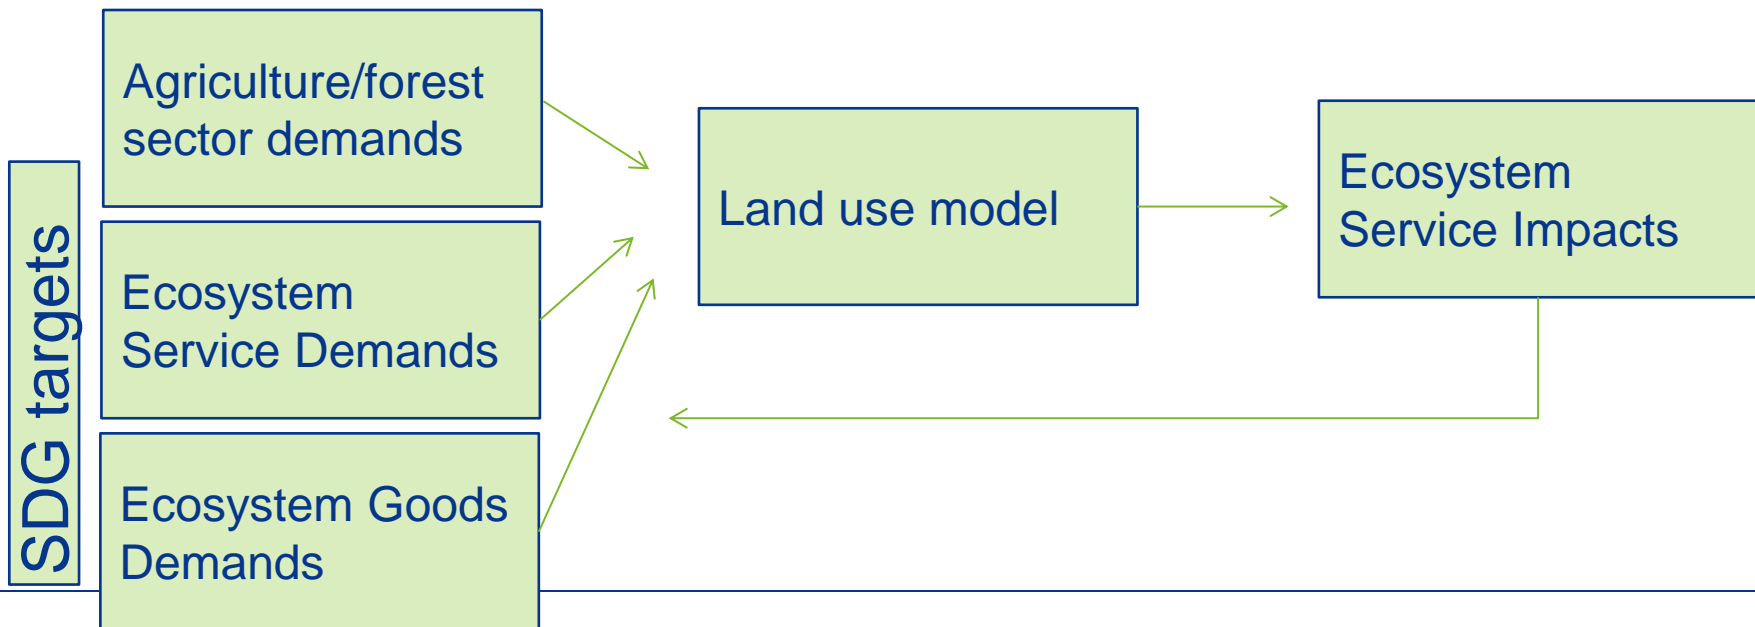 SDG targets
Agriculture/forest
sector demands
Ecosystem
Service Demands
Ecosystem Goods
Demands
Land use model
Ecosystem
Service Impacts